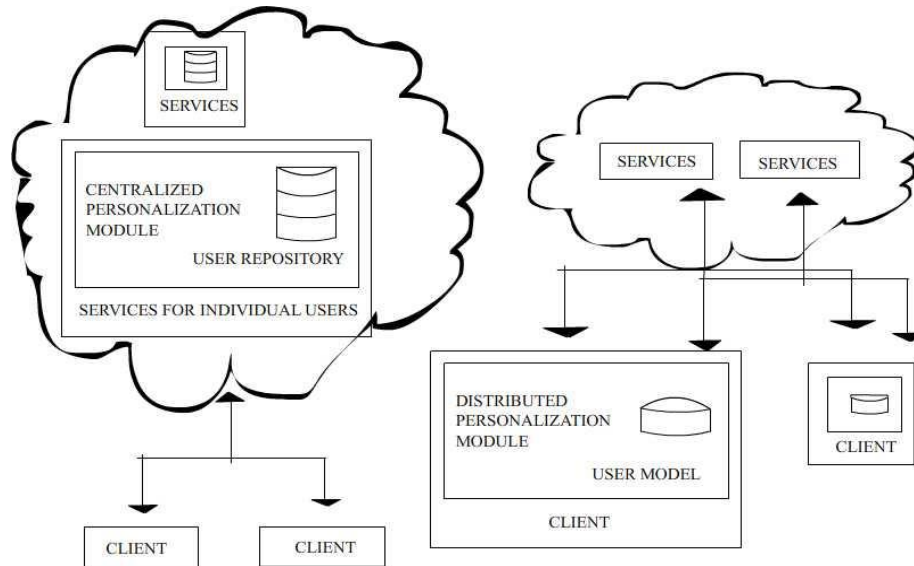 SERVICES
CENTRALIZED
PERSONALIZATION
MODULE
USER REPOSITORY
SERVICES FOR INDIVIDUAL USERS
CLIENT
CLIENT
SERVICES
SERVICES
DISTRIBUTED
PERSONALIZATION
MODULE
USER MODEL
CLIENT
CLIENT